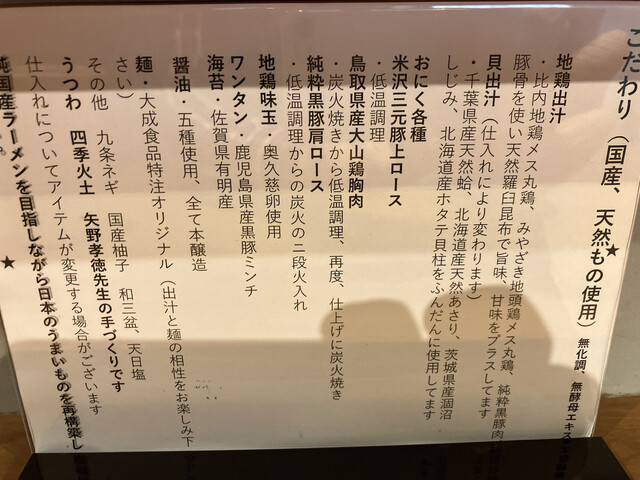 こだわり（国産、天然もの使用）無化調、無酵母エキス
★
地鶏出汁
・比内地鶏メス丸鶏、みやざき地頭鶏メス丸鶏、純粋黒豚肉
豚骨を使い天然羅臼昆布で旨味、甘味をプラスしてます
貝出汁（仕入れにより変わります）
・千葉県産天然蛤、北海道産天然あさり、茨城県産涸沼
しじみ、北海道産ホタテ貝柱をふんだんに使用してます
おにく各種
米沢三元豚上ロース
・低温調理
鳥取県産大山鶏胸肉
・炭火焼きから低温調理、再度、仕上げに炭火焼き
純粋黒豚肩ロース
・低温調理からの炭火の二段火入れ
地鶏味玉・奥久慈卵使用
ワンタン・鹿児島県産黒豚ミンチ
海苔・佐賀県有明産
醤油・五種使用、全て本醸造
麺・大成食品特注オリジナル（出汁と麺の相性をお楽しみ下
さい）
その他　九条ネギ　国産柚子　和三盆、天日塩
うつわ　四季火土　矢野孝徳先生の手づくりです
仕入れについてアイテムが変更する場合がございます
純国産ラーメンを目指しながら日本のうまいものを再構築し
★